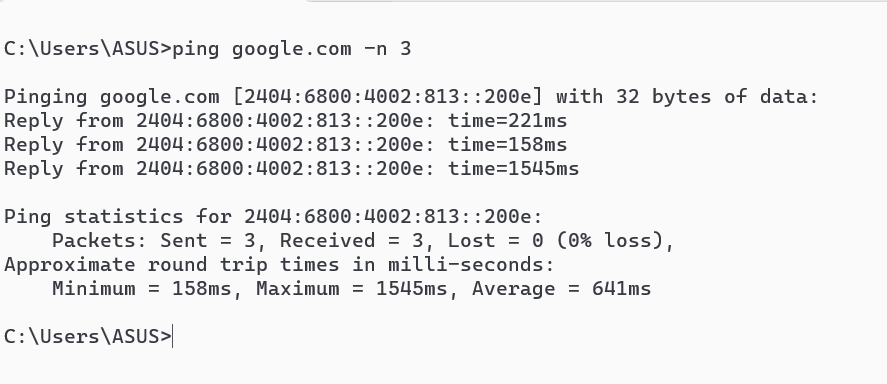 C:\Users\ASUS>ping google.com -n 3
Pinging google.com [2404:6800:4002:813::200e] with 32 bytes of data:
Reply from 2404:6800:4002:813::200e: time=221ms
Reply from 2404:6800:4002:813::200e: time=158ms
Reply from 2404:6800:4002:813::200e: time=1545ms
Ping statistics for 2404:6800:4002:813::200e:
    Packets: Sent = 3, Received = 3, Lost = 0 (0% loss),
Approximate round trip times in milli-seconds:
    Minimum = 158ms, Maximum = 1545ms, Average = 641ms
C:\Users\ASUS>